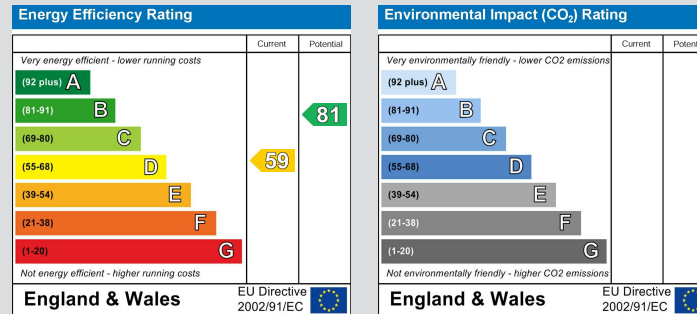 Energy Efficiency Rating
Current Potential
Very energy efficient - lower running costs
(92 plus) A
(81-91) B
81
(69-80) C
(55-68) D
59
(39-54) E
(21-38) F
(1-20) G
Not energy efficient - higher running costs
England & Wales
EU Directive
2002/91/EC
Environmental Impact (CO₂) Rating
Current Potent
Very environmentally friendly - lower CO2 emissions
(92 plus) A
(81-91) B
(69-80) C
(55-68) D
(39-54) E
(21-38) F
(1-20) G
Not environmentally friendly - higher CO2 emissions
England & Wales
EU Directive
2002/91/EC